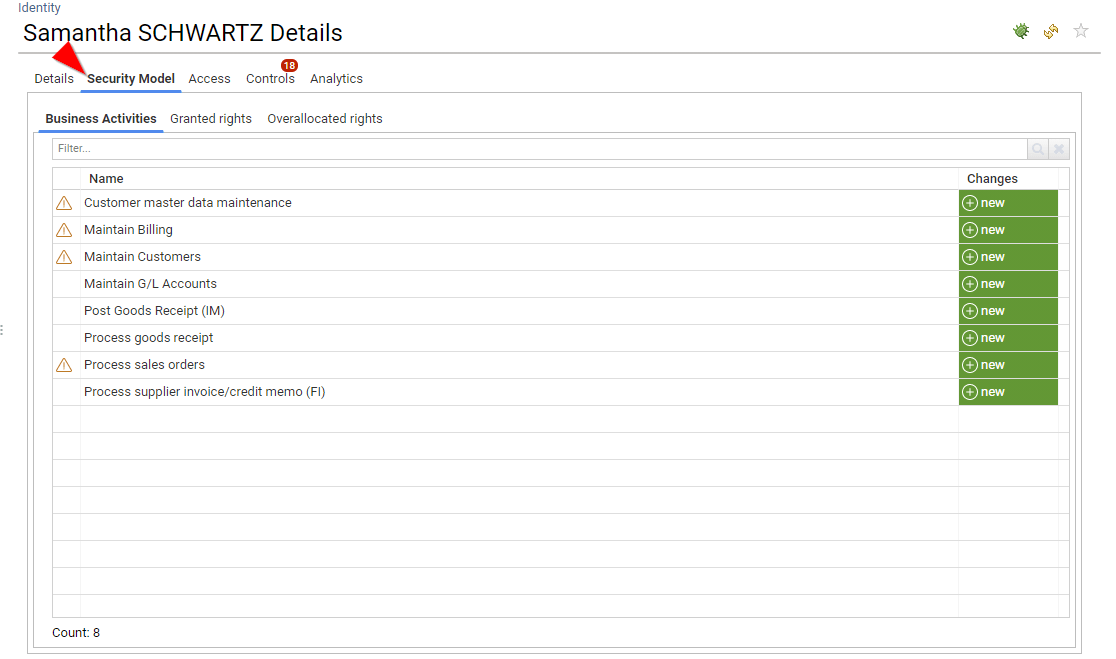 Identity
Samantha SCHWARTZ Details
Details Security Model Access Controls 18 Analytics
Business Activities Granted rights Overallocated rights
Filter...
Name Changes
Customer master data maintenance new
Maintain Billing new
Maintain Customers new
Maintain G/L Accounts new
Post Goods Receipt (IM) new
Process goods receipt new
Process sales orders new
Process supplier invoice/credit memo (FI) new
Count: 8